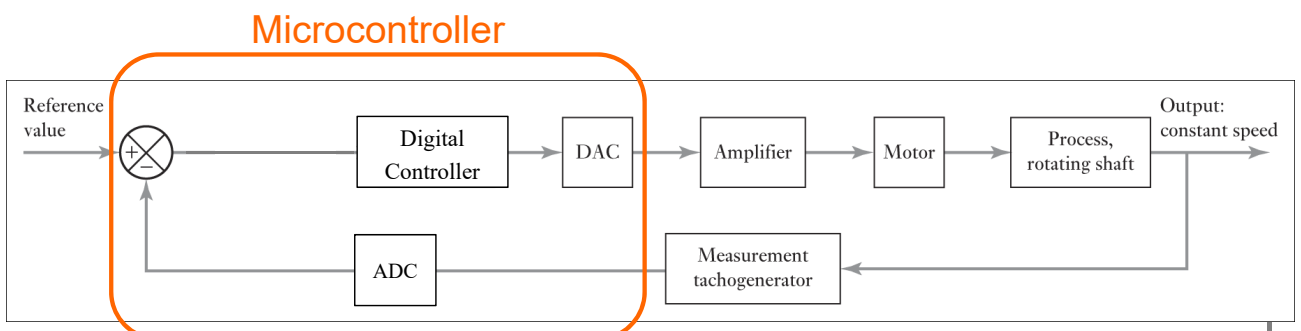 Microcontroller
Reference
value
+
−
Digital
Controller
DAC
Amplifier
Motor
Process,
rotating shaft
Output:
constant speed
ADC
Measurement
tachogenerator